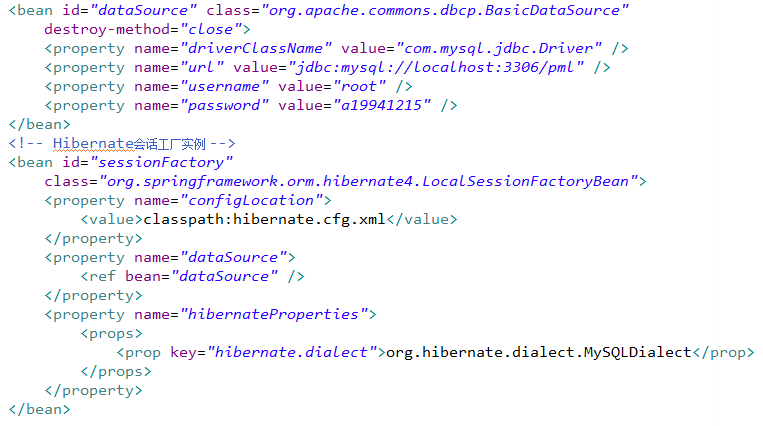 <bean id="dataSource" class="org.apache.commons.dbcp.BasicDataSource"
    destroy-method="close">
    <property name="driverClassName" value="com.mysql.jdbc.Driver" />
    <property name="url" value="jdbc:mysql://localhost:3306/pml" />
    <property name="username" value="root" />
    <property name="password" value="a19941215" />
</bean>
<!-- Hibernate会话工厂实例 -->
<bean id="sessionFactory"
    class="org.springframework.orm.hibernate4.LocalSessionFactoryBean">
    <property name="configLocation">
        <value>classpath:hibernate.cfg.xml</value>
    </property>
    <property name="dataSource">
        <ref bean="dataSource" />
    </property>
    <property name="hibernateProperties">
        <props>
            <prop key="hibernate.dialect">org.hibernate.dialect.MySQLDialect</prop>
        </props>
    </property>
</bean>